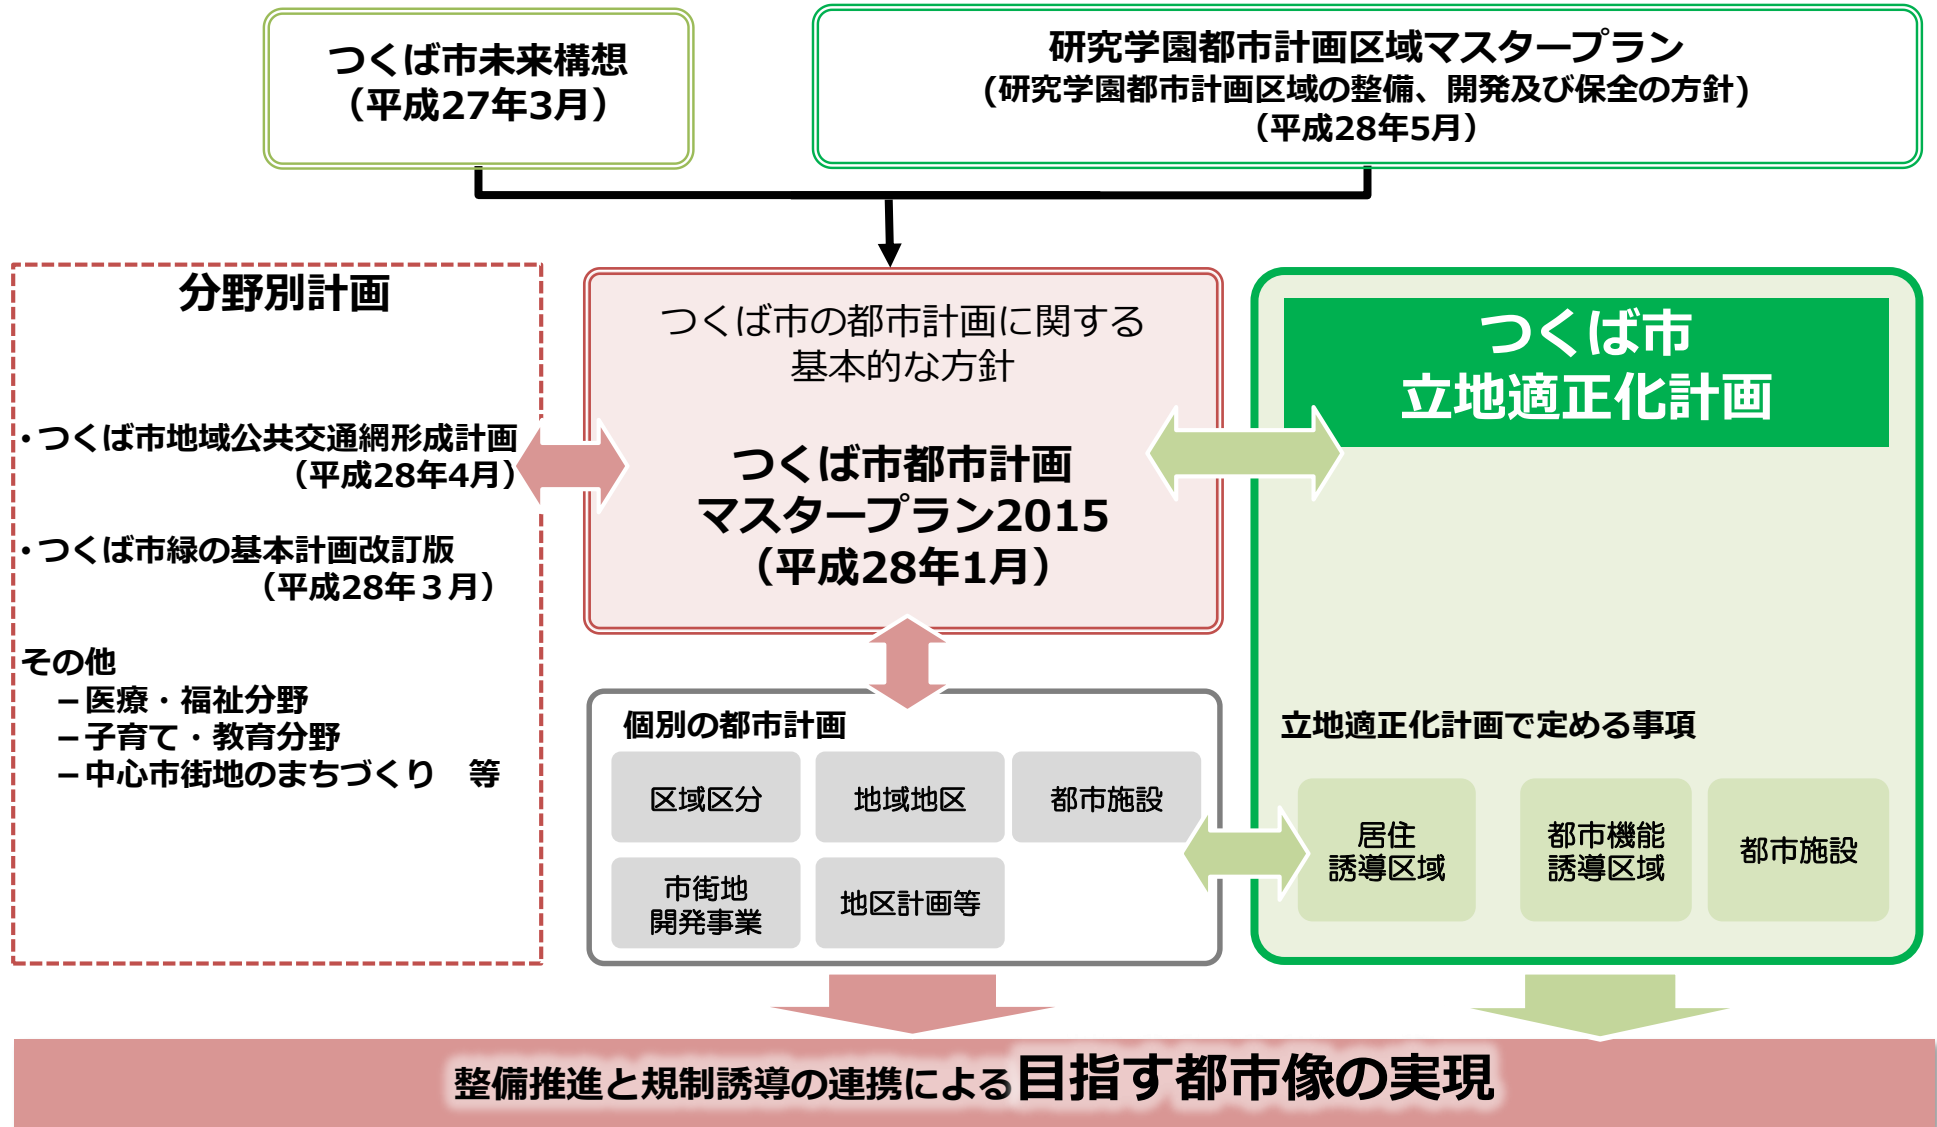 つくば市未来構想
（平成27年3月）
研究学園都市計画区域マスタープラン
(研究学園都市計画区域の整備、開発及び保全の方針)
（平成28年5月）
分野別計画
・つくば市地域公共交通網形成計画
（平成28年4月）
・つくば市緑の基本計画改訂版
（平成28年３月）
その他
－医療・福祉分野
－子育て・教育分野
－中心市街地のまちづくり　等
つくば市の都市計画に関する
基本的な方針
つくば市都市計画
マスタープラン2015
（平成28年1月）
つくば市
立地適正化計画
個別の都市計画
区域区分
地域地区
都市施設
市街地
開発事業
地区計画等
立地適正化計画で定める事項
居住
誘導区域
都市機能
誘導区域
都市施設
整備推進と規制誘導の連携による目指す都市像の実現